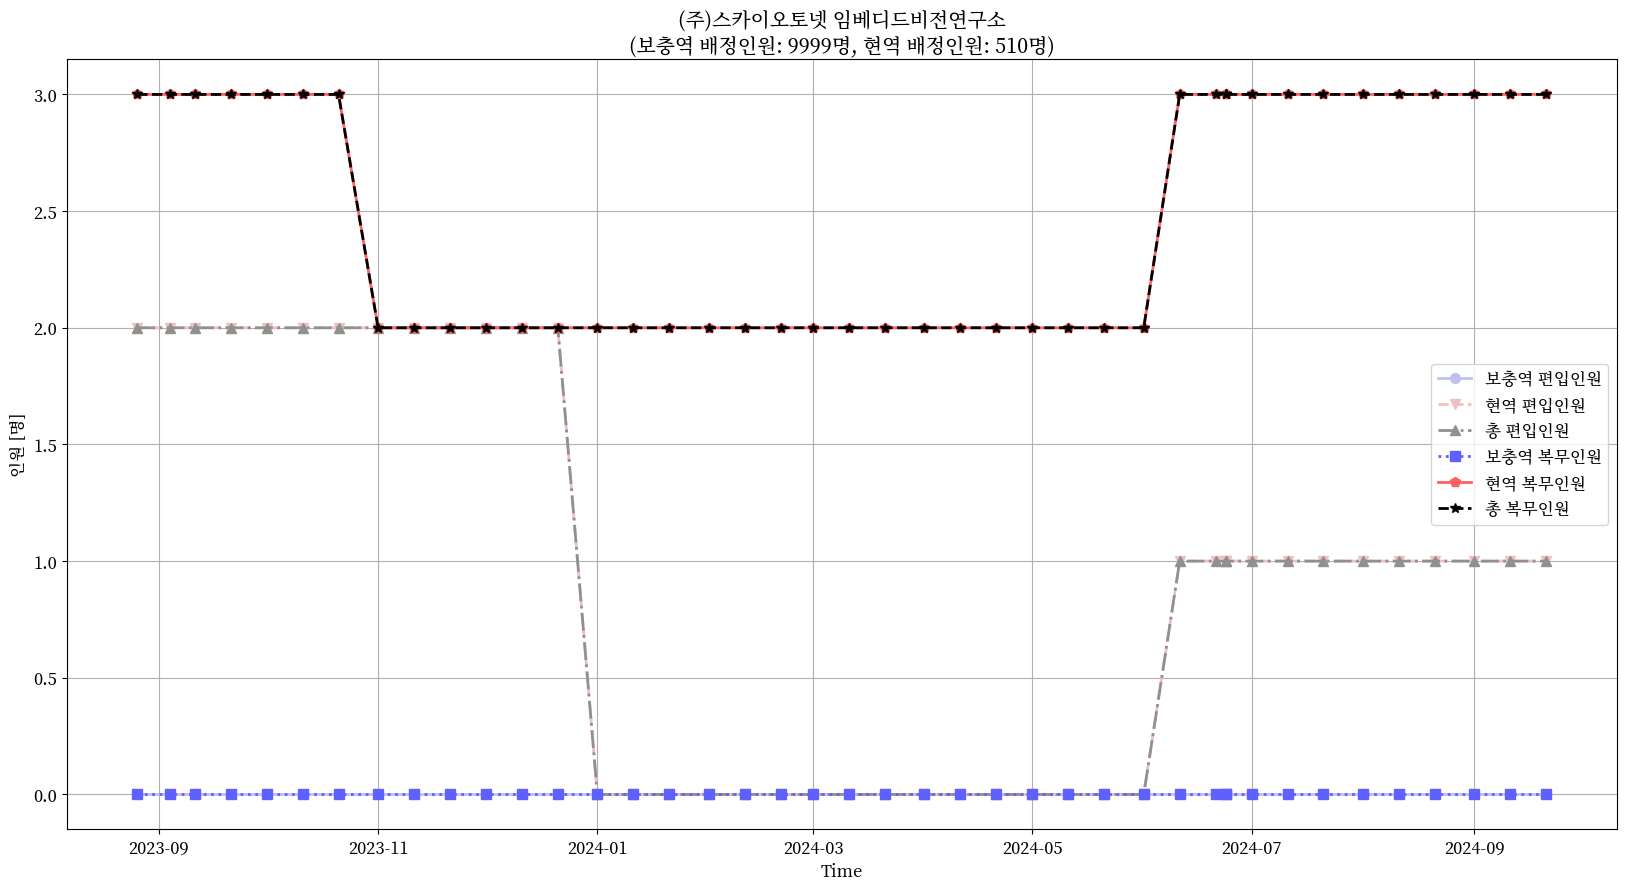 (주)스카이오토넷 임베디드비전연구소
(보충역 배정인원: 9999명, 현역 배정인원: 510명)
3.0
2.5
2.0
1.5
1.0
0.5
0.0
인원 [명]
보충역 편입인원
현역 편입인원
총 편입인원
보충역 복무인원
현역 복무인원
총 복무인원
2023-09
2023-11
2024-01
2024-03
2024-05
2024-07
2024-09
Time